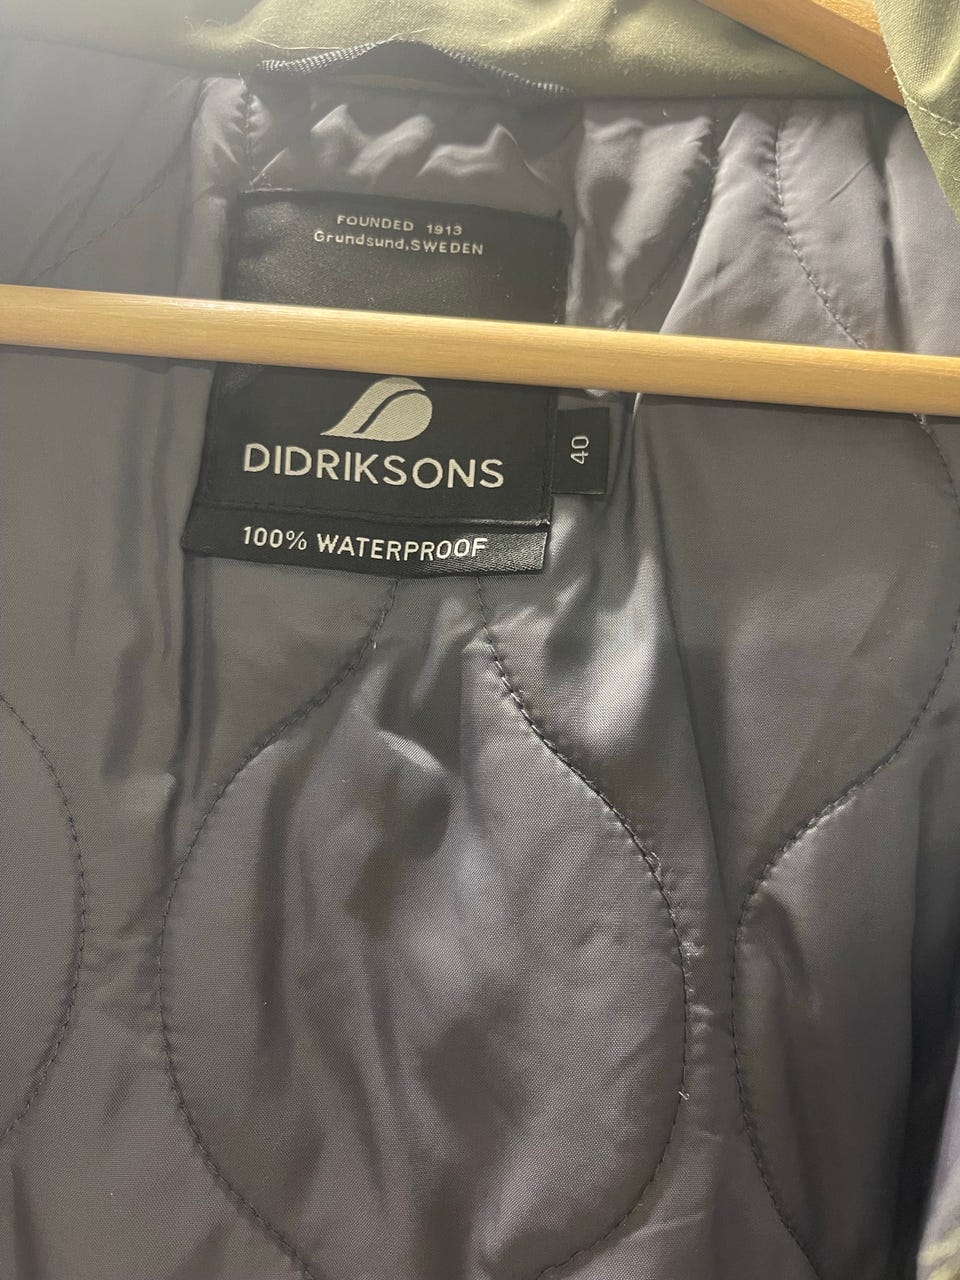 FOUNDED 1913
Grundsund,SWEDEN
DIDRIKSONS
40
100% WATERPROOF